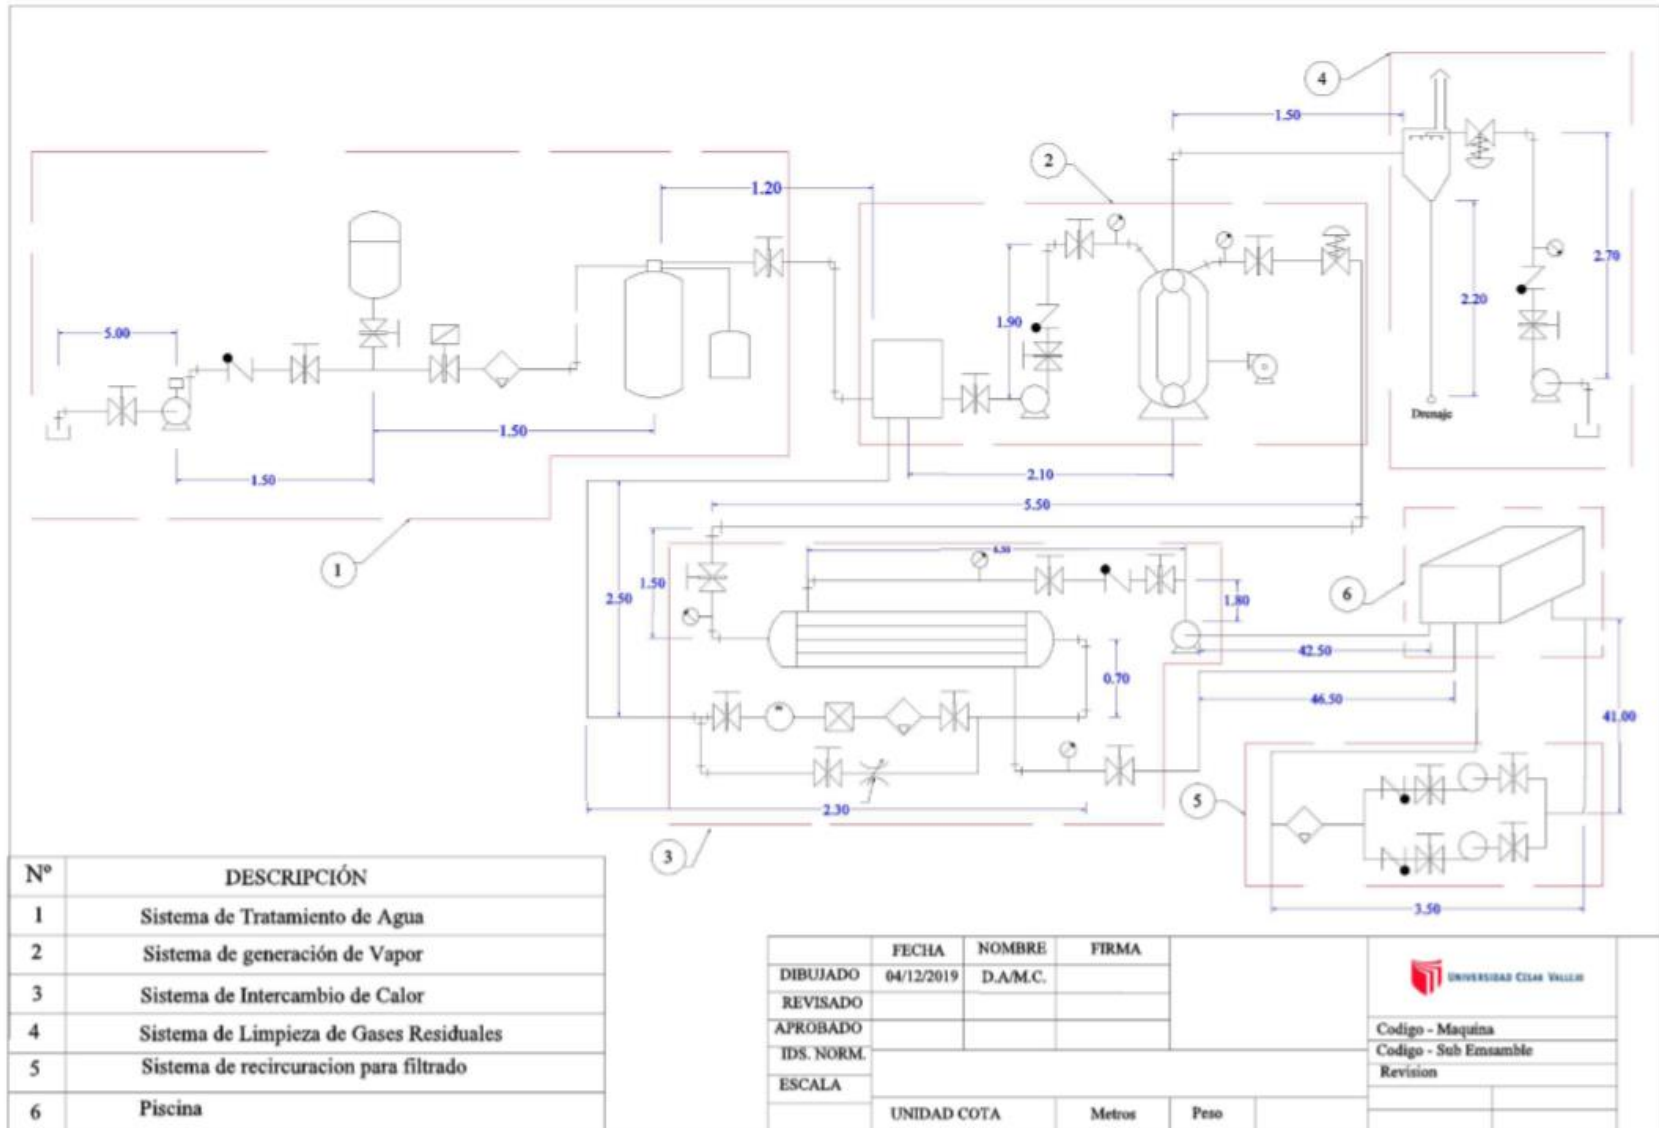 4
1.50
2
1.20
2.70
2.20
5.00
1.90
Drenaje
1.50
1.50
2.10
5.50
1
1.50
2.50
6
1.80
42.50
0.70
46.50
41.00
5
2.30
3
3.50
Nº DESCRIPCIÓN
1 Sistema de Tratamiento de Agua
2 Sistema de generación de Vapor
3 Sistema de Intercambio de Calor
4 Sistema de Limpieza de Gases Residuales
5 Sistema de recircuracion para filtrado
6 Piscina
FECHA NOMBRE FIRMA
DIBUJADO 04/12/2019 D.A/M.C.
REVISADO
APROBADO
IDS. NORM.
ESCALA
UNIDAD COTA Metros Peso
UNIVERSIDAD CÉSAR VALLEJO
Codigo - Maquina
Codigo - Sub Emsamble
Revision